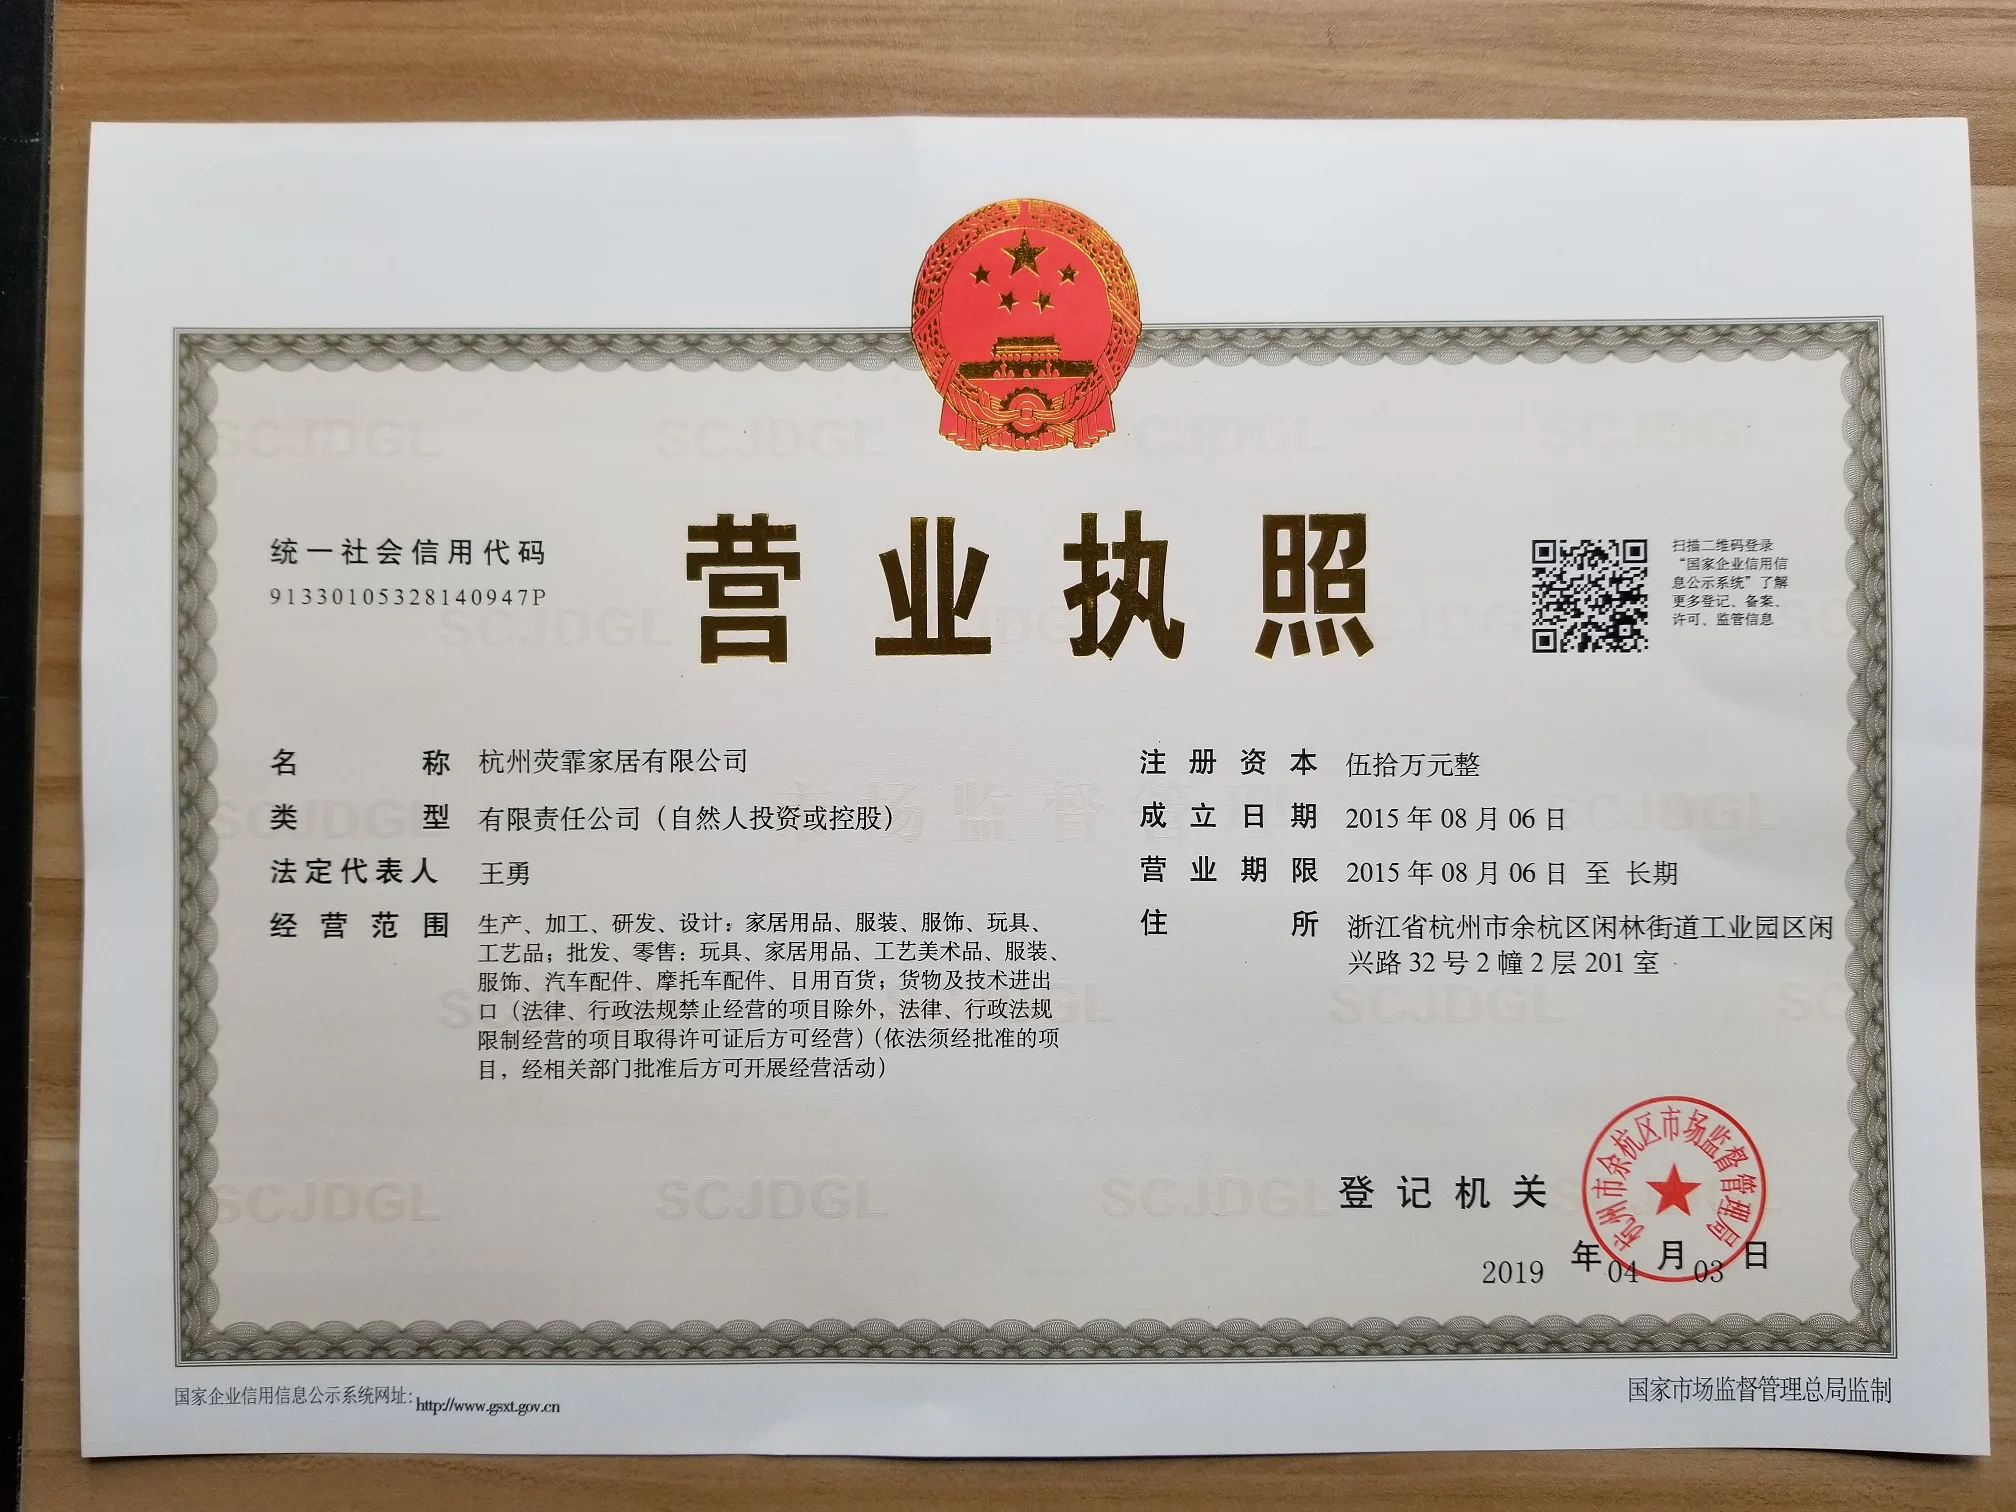 营业执照
统一社会信用代码
91330105328140947P
扫描二维码登录
“国家企业信用信
息公示系统”了解
更多登记、备案、
许可、监管信息
名 称 杭州荧霏家居有限公司
类 型 有限责任公司（自然人投资或控股）
法定代表人 王勇
经营范围 生产、加工、研发、设计：家居用品、服装、服饰、玩具、
工艺品；批发、零售：玩具、家居用品、工艺美术品、服装、
服饰、汽车配件、摩托车配件、日用百货；货物及技术进出
口（法律、行政法规禁止经营的项目除外，法律、行政法规
限制经营的项目取得许可证后方可经营）（依法须经批准的项
目，经相关部门批准后方可开展经营活动）
注册资本 伍拾万元整
成立日期 2015年08月06日
营业期限 2015年08月06日 至 长期
住 所 浙江省杭州市余杭区闲林街道工业园区闲
兴路32号2幢2层201室
登记机关
杭州市余杭区市场监督管理局
2019 年 04 月 03 日
国家企业信用信息公示系统网址：http://www.gsxt.gov.cn
国家市场监督管理总局监制
SCJDGL
市场监督管理